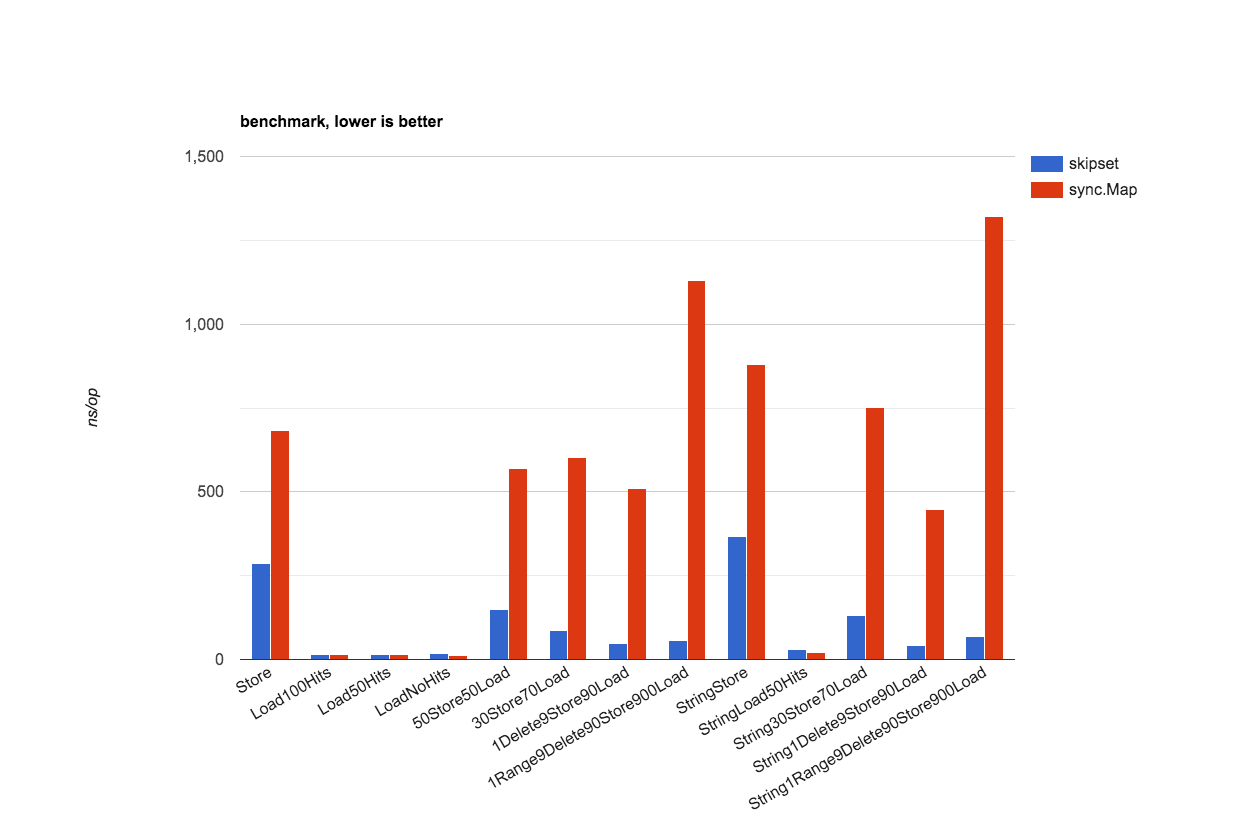 benchmark, lower is better
1,500
1,000
500
0
ns/op
skipset
sync.Map
Store
Load100Hits
Load50Hits
LoadNoHits
50Store50Load
30Store70Load
1Delete9Store90Load
1Range9Delete90Store900Load
StringStore
StringLoad50Hits
String30Store70Load
String1Delete9Store90Load
String1Range9Delete90Store900Load